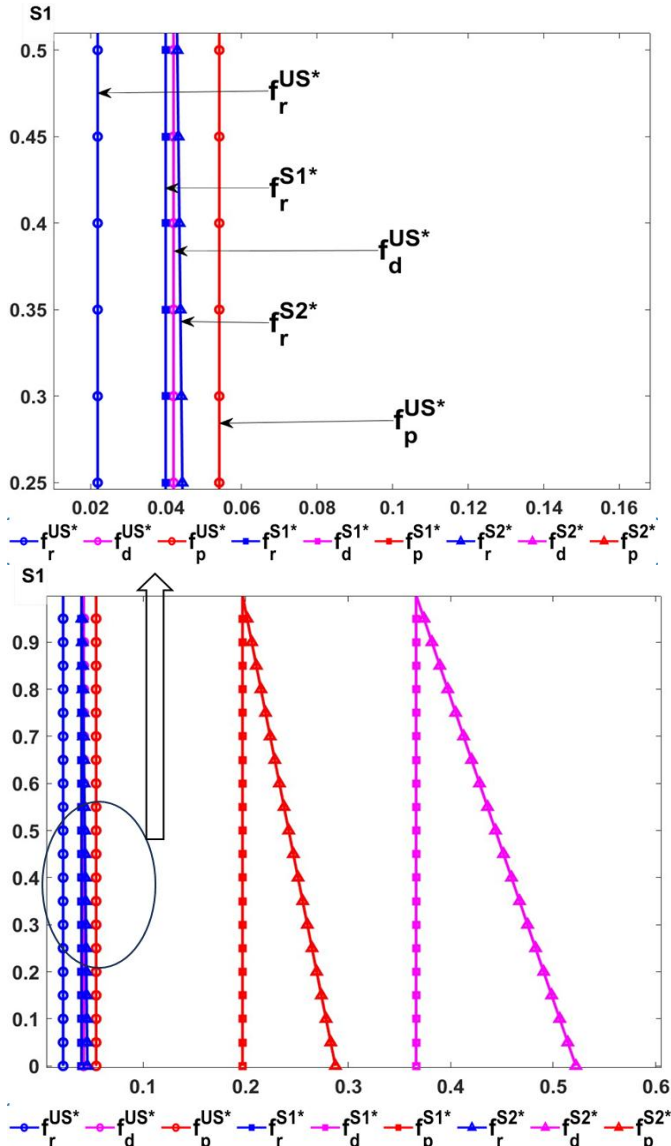 S1
0.5
f_r^{US*}
0.45
f_r^{S1*}
0.4
f_d^{US*}
0.35
f_r^{S2*}
0.3
f_p^{US*}
0.25
0.02 0.04 0.06 0.08 0.1 0.12 0.14 0.16
f_r^{US*} f_d^{US*} f_p^{US*} f_r^{S1*} f_d^{S1*} f_p^{S1*} f_r^{S2*} f_d^{S2*} f_p^{S2*}
S1
0.9
0.8
0.7
0.6
0.5
0.4
0.3
0.2
0.1
0
0.1 0.2 0.3 0.4 0.5 0.6
f_r^{US*} f_d^{US*} f_p^{US*} f_r^{S1*} f_d^{S1*} f_p^{S1*} f_r^{S2*} f_d^{S2*} f_p^{S2*}